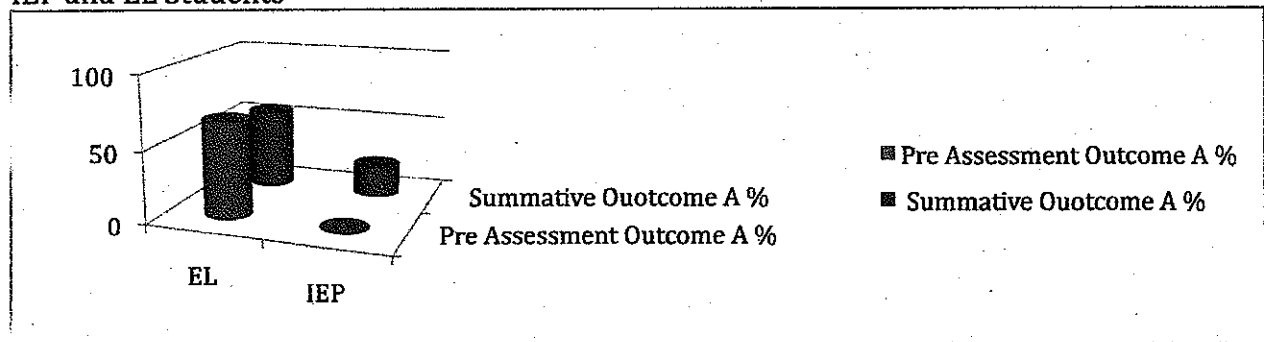 IEP and EL Students
100
50
0
EL
IEP
Summative Ouotcome A %
Pre Assessment Outcome A %
Pre Assessment Outcome A %
Summative Ouotcome A %